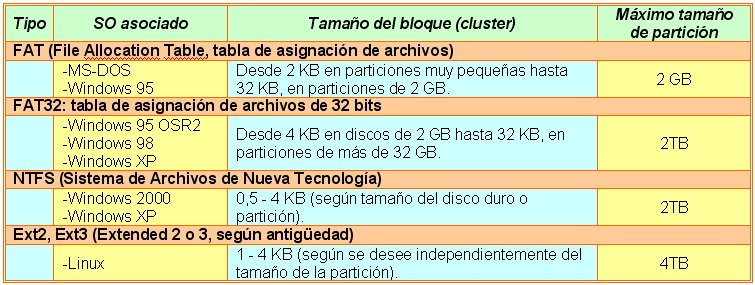 Tipo SO asociado Tamaño del bloque (cluster) Máximo tamaño
de partición
FAT (File Allocation Table, tabla de asignación de archivos)
-MS-DOS
-Windows 95
Desde 2 KB en particiones muy pequeñas hasta
32 KB, en particiones de 2 GB.
2 GB
FAT32: tabla de asignación de archivos de 32 bits
-Windows 95 OSR2
-Windows 98
-Windows XP
Desde 4 KB en discos de 2 GB hasta 32 KB, en
particiones de más de 32 GB.
2TB
NTFS (Sistema de Archivos de Nueva Tecnología)
-Windows 2000
-Windows XP
0,5 - 4 KB (según tamaño del disco duro o
partición).
2TB
Ext2, Ext3 (Extended 2 o 3, según antigüedad)
-Linux
1 - 4 KB (según se desee independientemente del
tamaño de la partición).
4TB